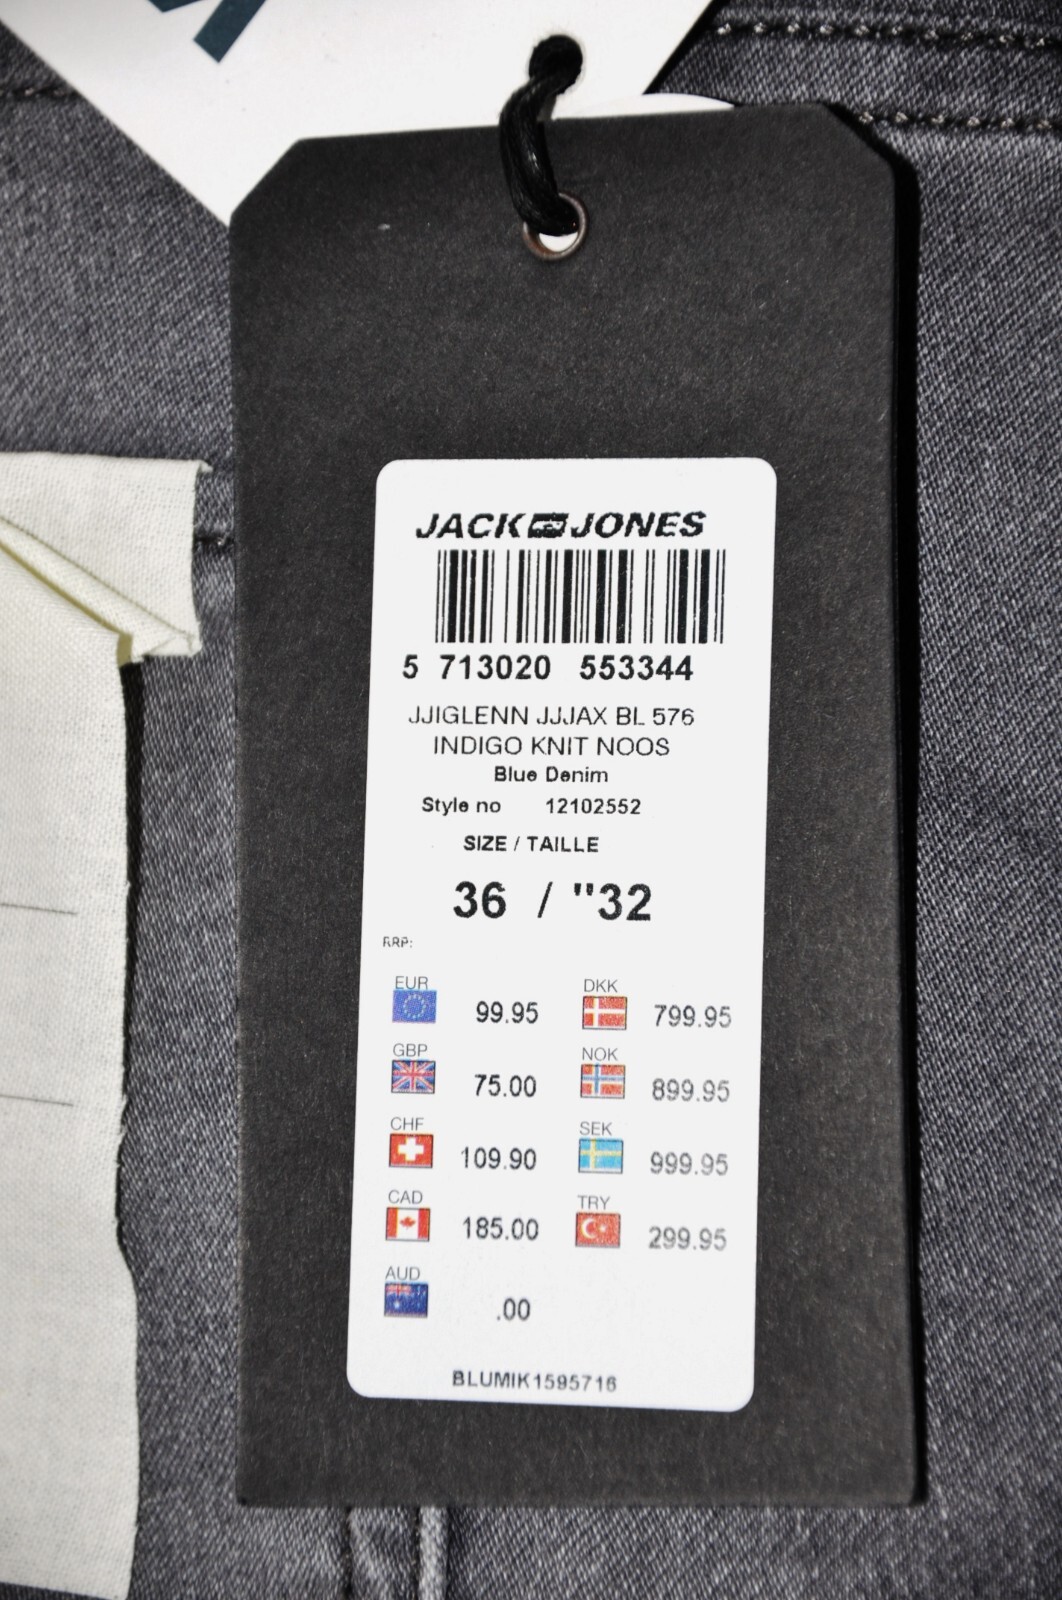 JACK JONES
5 713020 553344
JJIGLENN JJJAX BL 576
INDIGO KNIT NOOS
Blue Denim
Style no 12102552
SIZE / TAILLE
36 / "32
RRP:
EUR 99.95 DKK 799.95
GBP 75.00 NOK 899.95
CHF 109.90 SEK 999.95
CAD 185.00 TRY 299.95
AUD .00
BLUMIK1595716